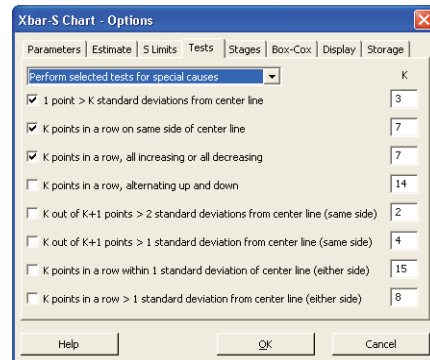 Xbar-S Chart - Options
Parameters Estimate S Limits Tests Stages Box-Cox Display Storage
Perform selected tests for special causes K
1 point > K standard deviations from center line 3
K points in a row on same side of center line 7
K points in a row, all increasing or all decreasing 7
K points in a row, alternating up and down 14
K out of K+1 points > 2 standard deviations from center line (same side) 2
K out of K+1 points > 1 standard deviation from center line (same side) 4
K points in a row within 1 standard deviation of center line (either side) 15
K points in a row > 1 standard deviation from center line (either side) 8
Help OK Cancel